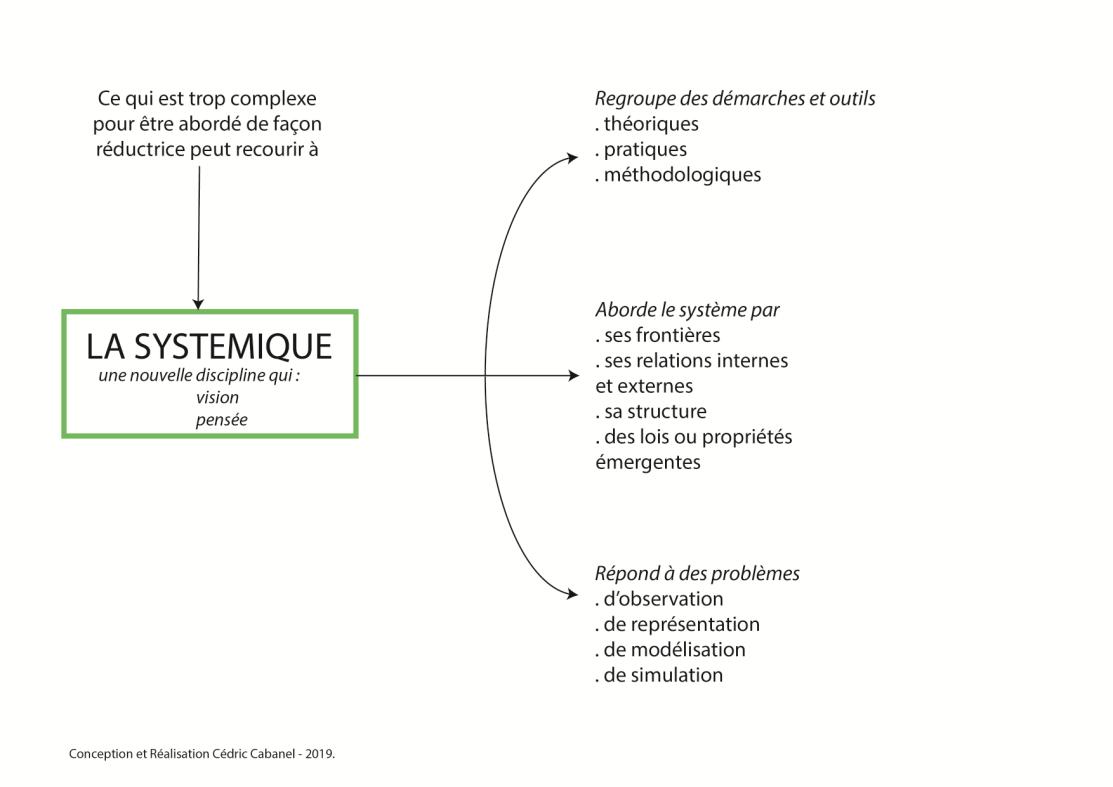 Ce qui est trop complexe
pour être abordé de façon
réductrice peut recourir à
LA SYSTEMIQUE
une nouvelle discipline qui :
vision
pensée
Regroupe des démarches et outils
. théoriques
. pratiques
. méthodologiques
Aborde le système par
. ses frontières
. ses relations internes
et externes
. sa structure
. des lois ou propriétés
émergentes
Répond à des problèmes
. d’observation
. de représentation
. de modélisation
. de simulation
Conception et Réalisation Cédric Cabanel - 2019.